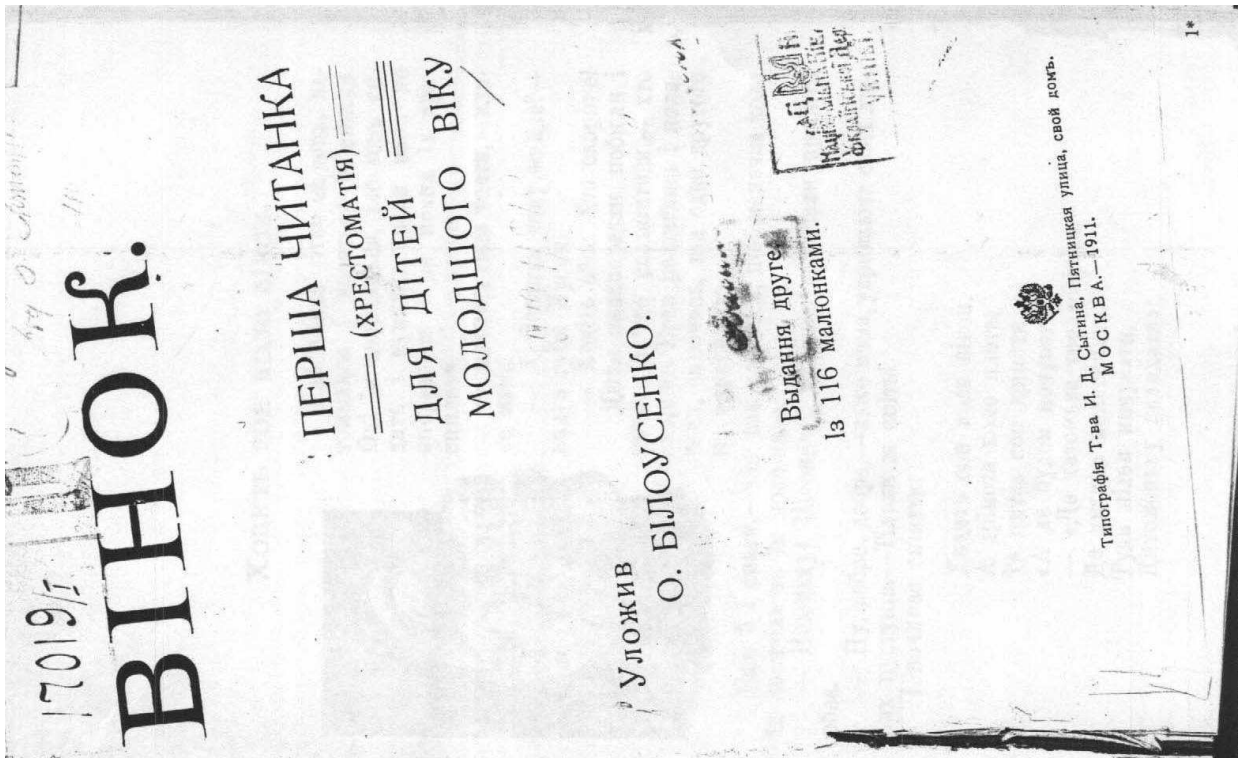 17019/I
ВІНОК.
ПЕРША ЧИТАНКА
(ХРЕСТОМАТІЯ)
ДЛЯ ДІТЕЙ
МОЛОДШОГО ВІКУ
Уложив
О. БІЛОУСЕНКО.
Выдання друге,
Із 116 малюнками.
Типографія Т-ва И. Д. Сытина, Пятницкая улица, свой домъ.
МОСКВА.—1911.
1*